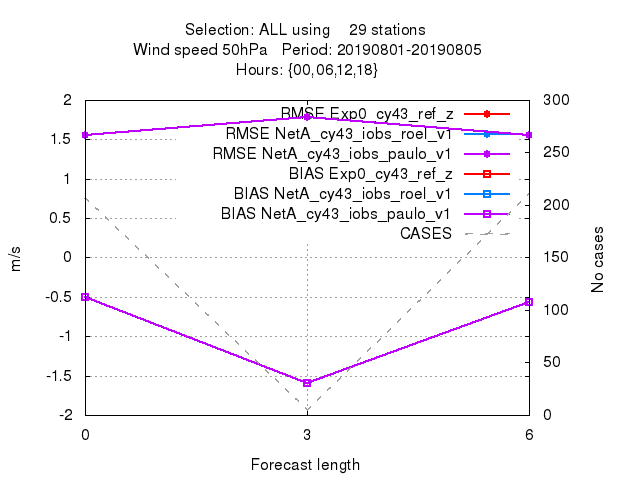 Selection: ALL using    29 stations
Wind speed 50hPa   Period: 20190801-20190805
Hours: {00,06,12,18}
2
1.5
1
0.5
0
-0.5
-1
-1.5
-2
m/s
300
250
200
150
100
50
0
No cases
RMSE Exp0_cy43_ref_z
RMSE NetA_cy43_iobs_roel_v1
RMSE NetA_cy43_iobs_paulo_v1
BIAS Exp0_cy43_ref_z
BIAS NetA_cy43_iobs_roel_v1
BIAS NetA_cy43_iobs_paulo_v1
CASES
0
3
6
Forecast length